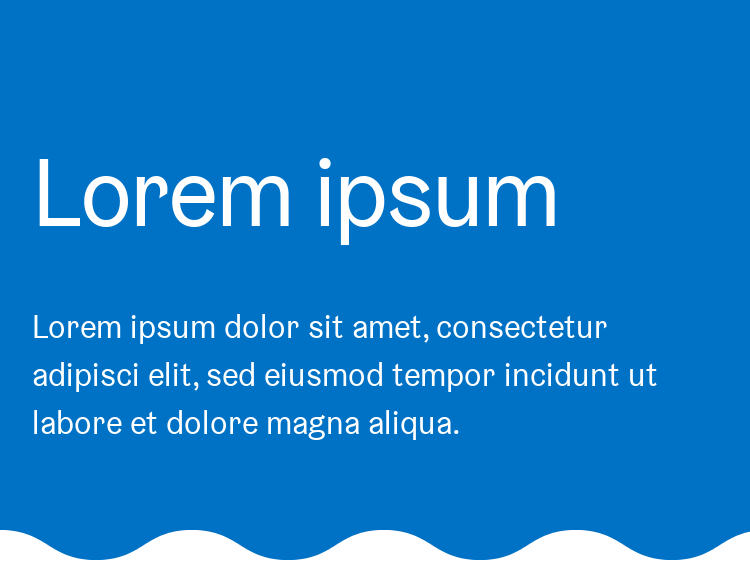 Lorem ipsum
Lorem ipsum dolor sit amet, consectetur
adipisci elit, sed eiusmod tempor incidunt ut
labore et dolore magna aliqua.